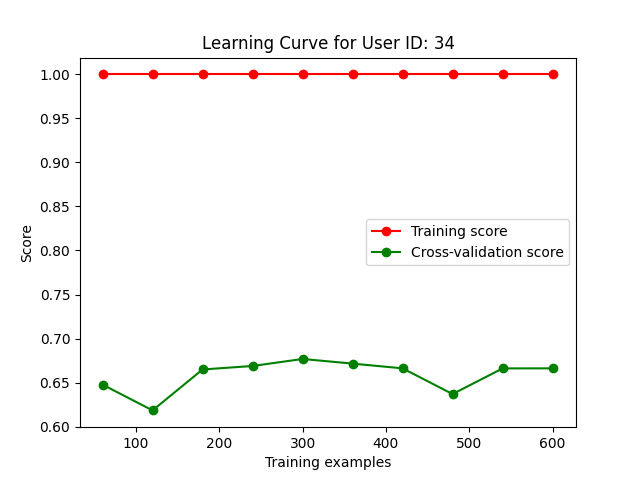 Learning Curve for User ID: 34
1.00
0.95
0.90
0.85
0.80
0.75
0.70
0.65
0.60
Score
Training score
Cross-validation score
100 200 300 400 500 600
Training examples